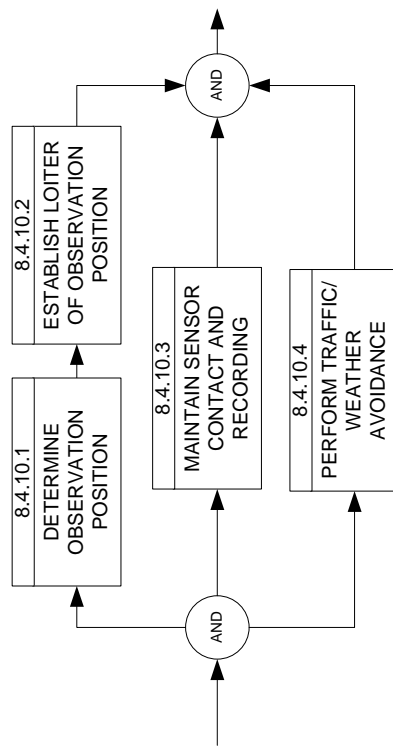 AND
8.4.10.1
DETERMINE
OBSERVATION
POSITION
8.4.10.2
ESTABLISH LOITER
OF OBSERVATION
POSITION
8.4.10.3
MAINTAIN SENSOR
CONTACT AND
RECORDING
8.4.10.4
PERFORM TRAFFIC/
WEATHER
AVOIDANCE
AND